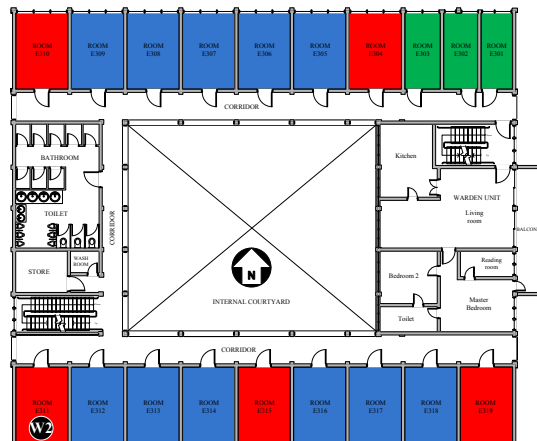 ROOM
E310
ROOM
E309
ROOM
E308
ROOM
E307
ROOM
E306
ROOM
E305
ROOM
E304
ROOM
E303
ROOM
E302
ROOM
E301
CORRIDOR
BATHROOM
Kitchen
WARDEN UNIT
Living
room
TOILET
CORRIDOR
BALCON
WASH
ROOM
STORE
N
Bedroom 2
Reading
room
INTERNAL COURTYARD
Master
Bedroom
Toilet
CORRIDOR
ROOM
E311
ROOM
E312
ROOM
E313
ROOM
E314
ROOM
E315
ROOM
E316
ROOM
E317
ROOM
E318
ROOM
E319
W2